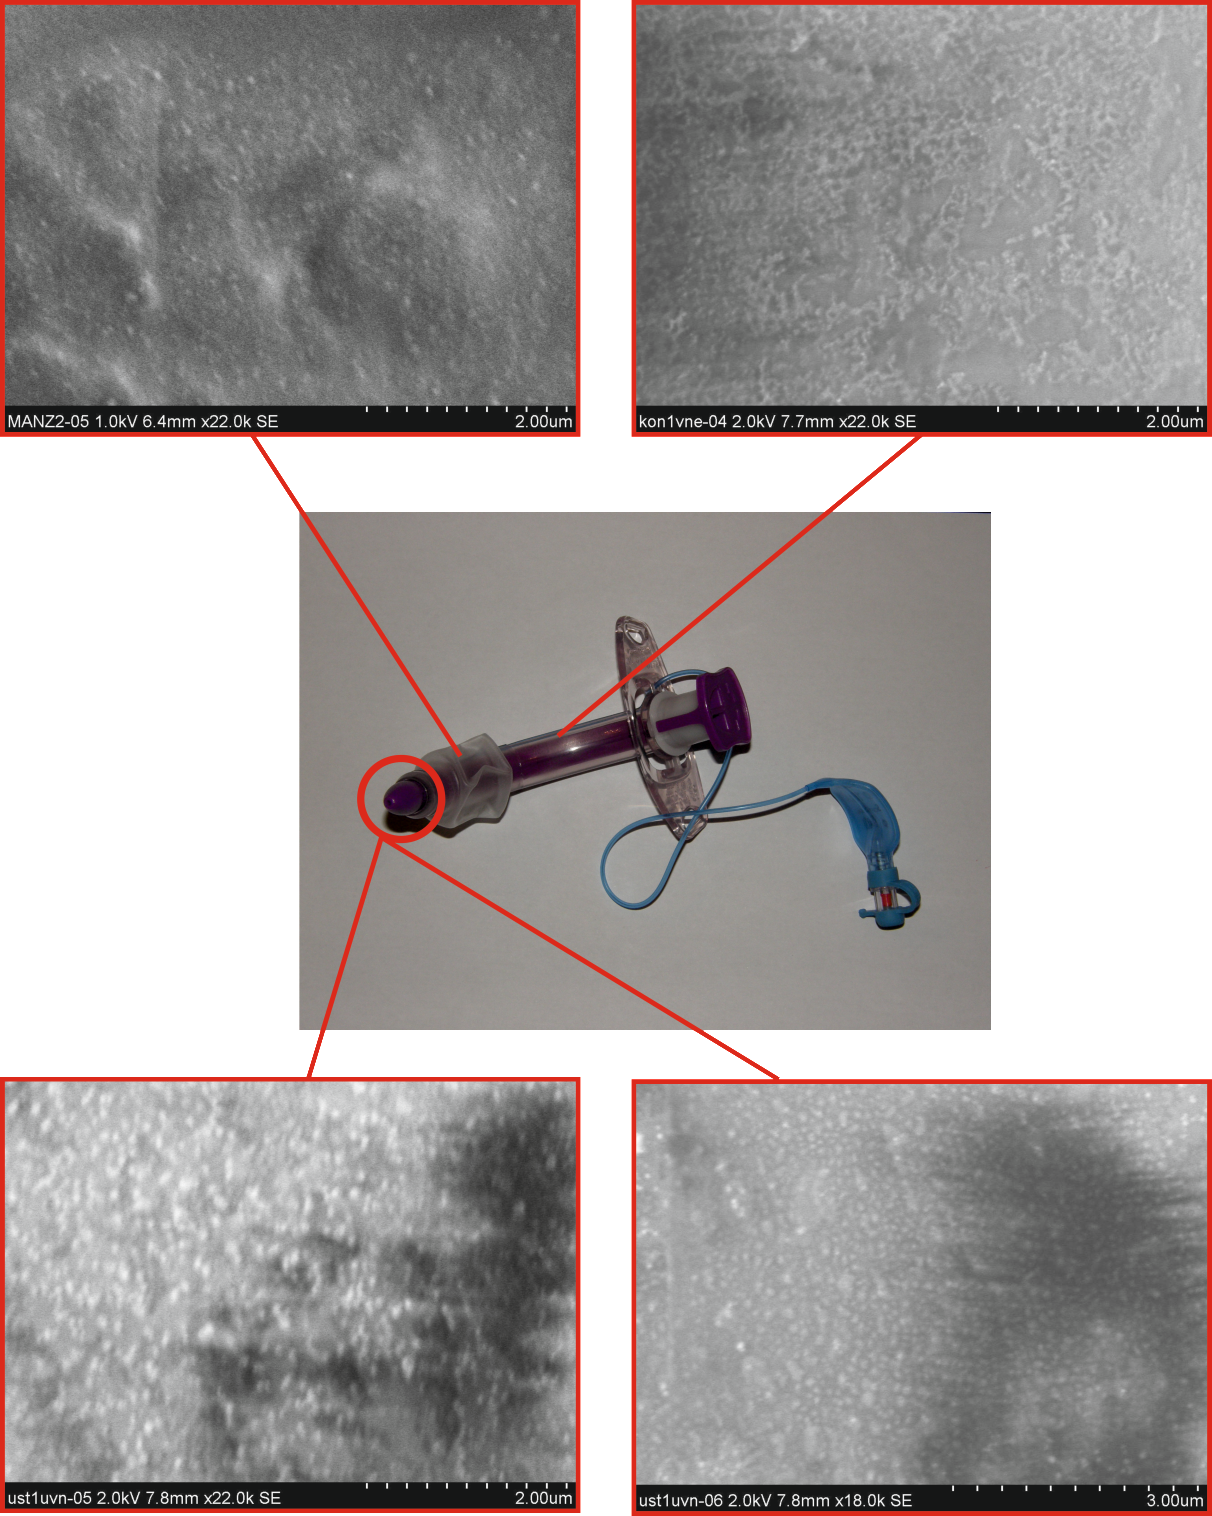 MANZ2-05 1.0kV 6.4mm x22.0k SE 2.00um
kon1vne-04 2.0kV 7.7mm x22.0k SE 2.00um
ust1uvn-05 2.0kV 7.8mm x22.0k SE 2.00um
ust1uvn-06 2.0kV 7.8mm x18.0k SE 3.00um